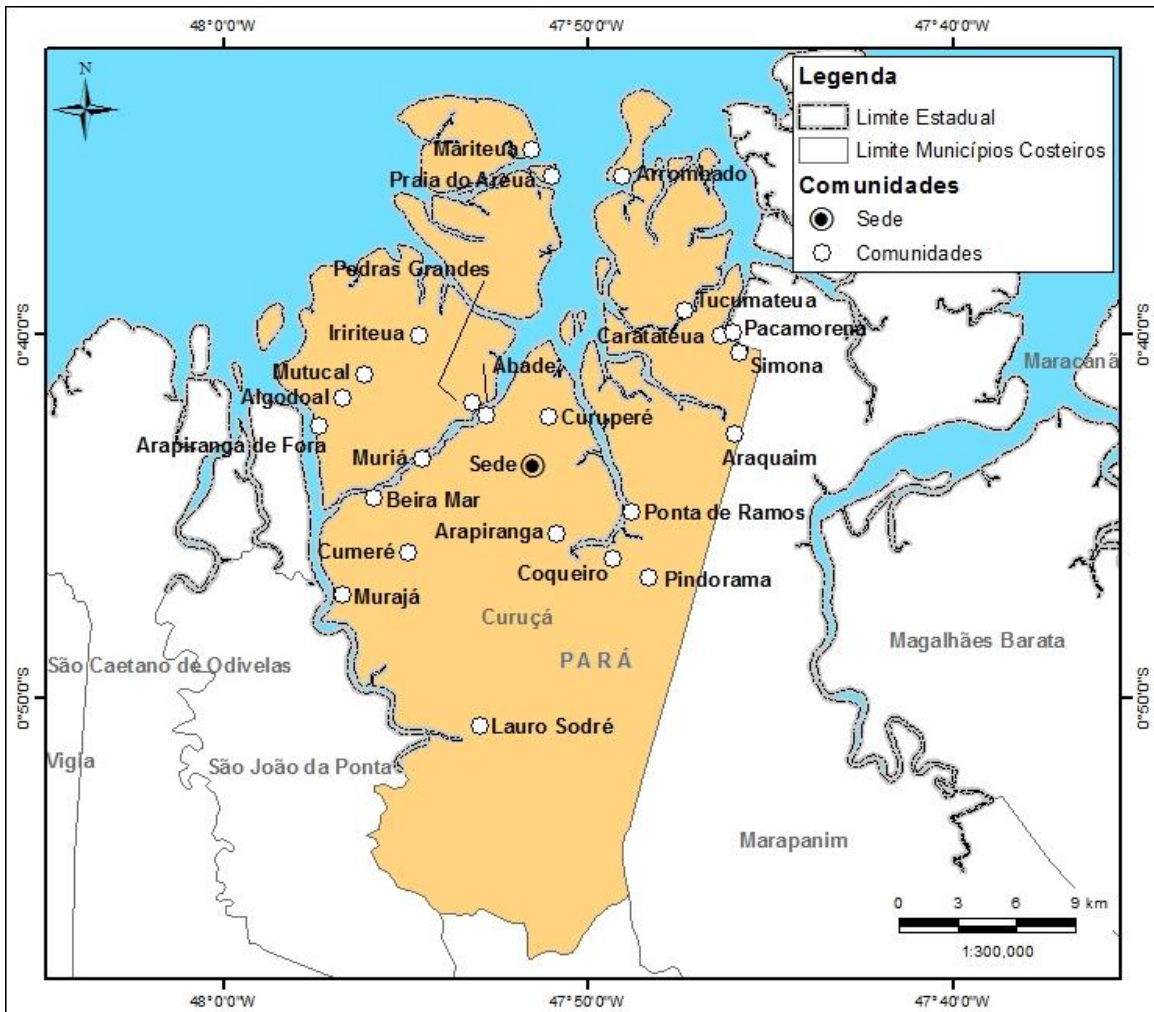 48°0'0"W 47°50'0"W 47°40'0"W
N
Legenda
Limite Estadual
Limite Municípios Costeiros
Comunidades
Sede
Comunidades
Mariteua
Praia do Areuá
Arrombado
Pedras Grandes
Tucumateua
0°40'0"S
Iririteua
Caratateua
Pacamorena
0°40'0"S
Simona
Maracanã
Abade
Mutucal
Algodoal
Curuperé
Arapiranga de Fora
Muriá
Sede
Araquaim
Beira Mar
Ponta de Ramos
Arapiranga
Cumeré
Coqueiro
Pindorama
Murajá
Curuçá
Magalhães Barata
São Caetano de Odivelas
PARÁ
0°50'0"S
0°50'0"S
Lauro Sodré
Vigia
São João da Ponta
Marapanim
0 3 6 9 km
1:300,000
48°0'0"W 47°50'0"W 47°40'0"W